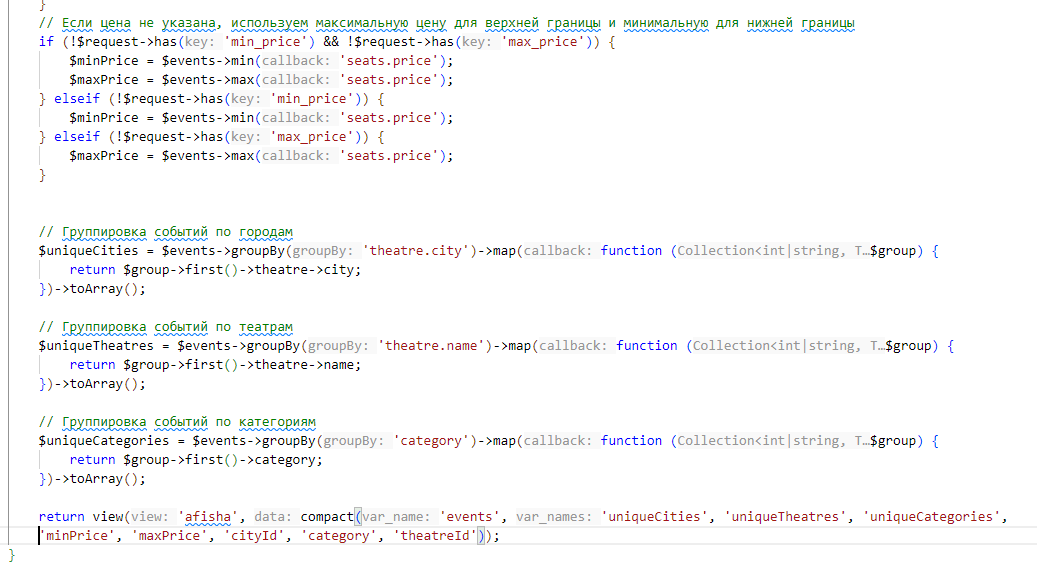 }
// Если цена не указана, используем максимальную цену для верхней границы и минимальную для нижней границы
if (!$request->has(key: 'min_price') && !$request->has(key: 'max_price')) {
    $minPrice = $events->min(callback: 'seats.price');
    $maxPrice = $events->max(callback: 'seats.price');
} elseif (!$request->has(key: 'min_price')) {
    $minPrice = $events->min(callback: 'seats.price');
} elseif (!$request->has(key: 'max_price')) {
    $maxPrice = $events->max(callback: 'seats.price');
}
// Группировка событий по городам
$uniqueCities = $events->groupBy(groupBy: 'theatre.city')->map(callback: function (Collection<int|string, T…$group) {
    return $group->first()->theatre->city;
})->toArray();
// Группировка событий по театрам
$uniqueTheatres = $events->groupBy(groupBy: 'theatre.name')->map(callback: function (Collection<int|string, T…$group) {
    return $group->first()->theatre->name;
})->toArray();
// Группировка событий по категориям
$uniqueCategories = $events->groupBy(groupBy: 'category')->map(callback: function (Collection<int|string, T…$group) {
    return $group->first()->category;
})->toArray();
return view(view: 'afisha', data: compact(var_name: 'events', var_names: 'uniqueCities', 'uniqueTheatres', 'uniqueCategories',
'minPrice', 'maxPrice', 'cityId', 'category', 'theatreId'));
}